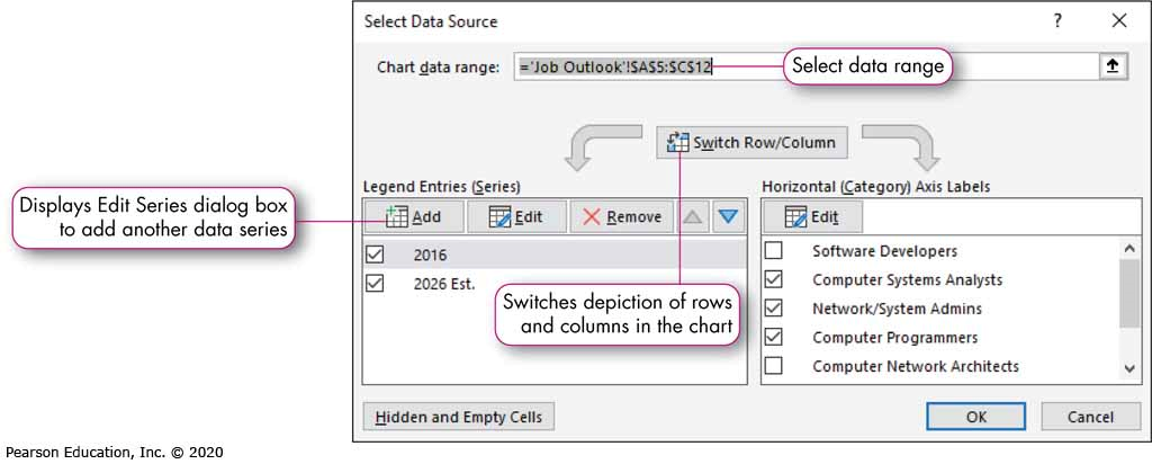 Select Data Source
?
Chart data range:
='Job Outlook'!$A$5:$C$12
Select data range
Switch Row/Column
Legend Entries (Series)
Horizontal (Category) Axis Labels
Displays Edit Series dialog box
to add another data series
Add
Edit
Remove
Edit
2016
2026 Est.
Software Developers
Computer Systems Analysts
Network/System Admins
Computer Programmers
Computer Network Architects
Switches depiction of rows
and columns in the chart
Hidden and Empty Cells
OK
Cancel
Pearson Education, Inc. © 2020